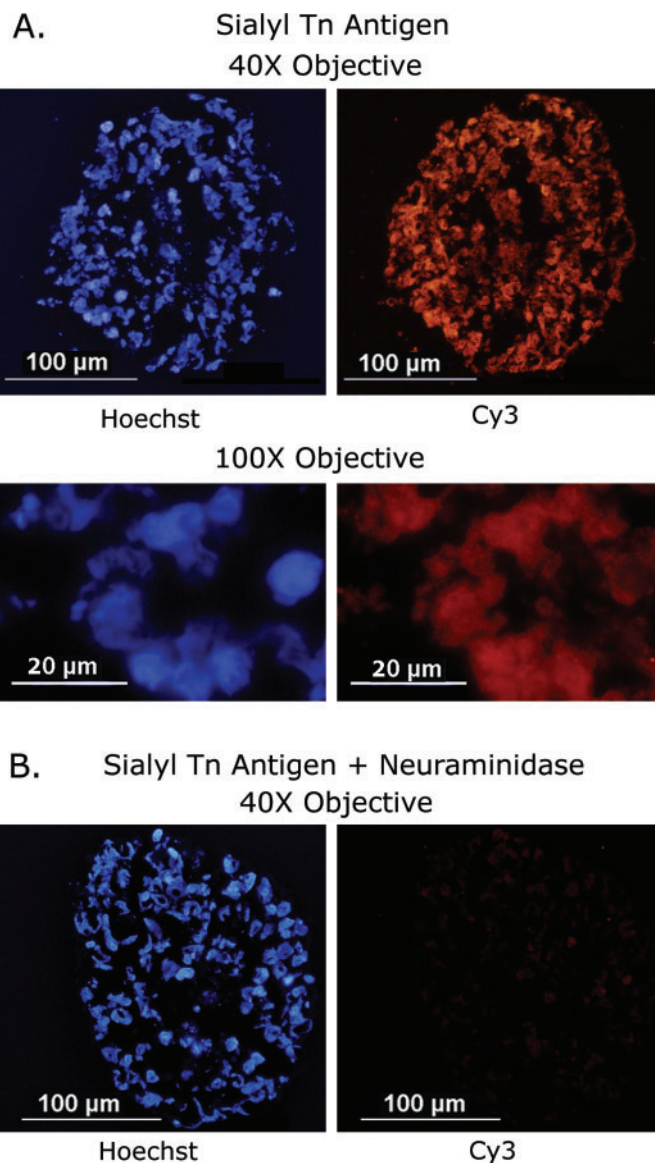 A. Sialyl Tn Antigen
40X Objective
100 µm 100 µm
Hoechst Cy3
100X Objective
20 µm 20 µm
B. Sialyl Tn Antigen + Neuraminidase
40X Objective
100 µm 100 µm
Hoechst Cy3